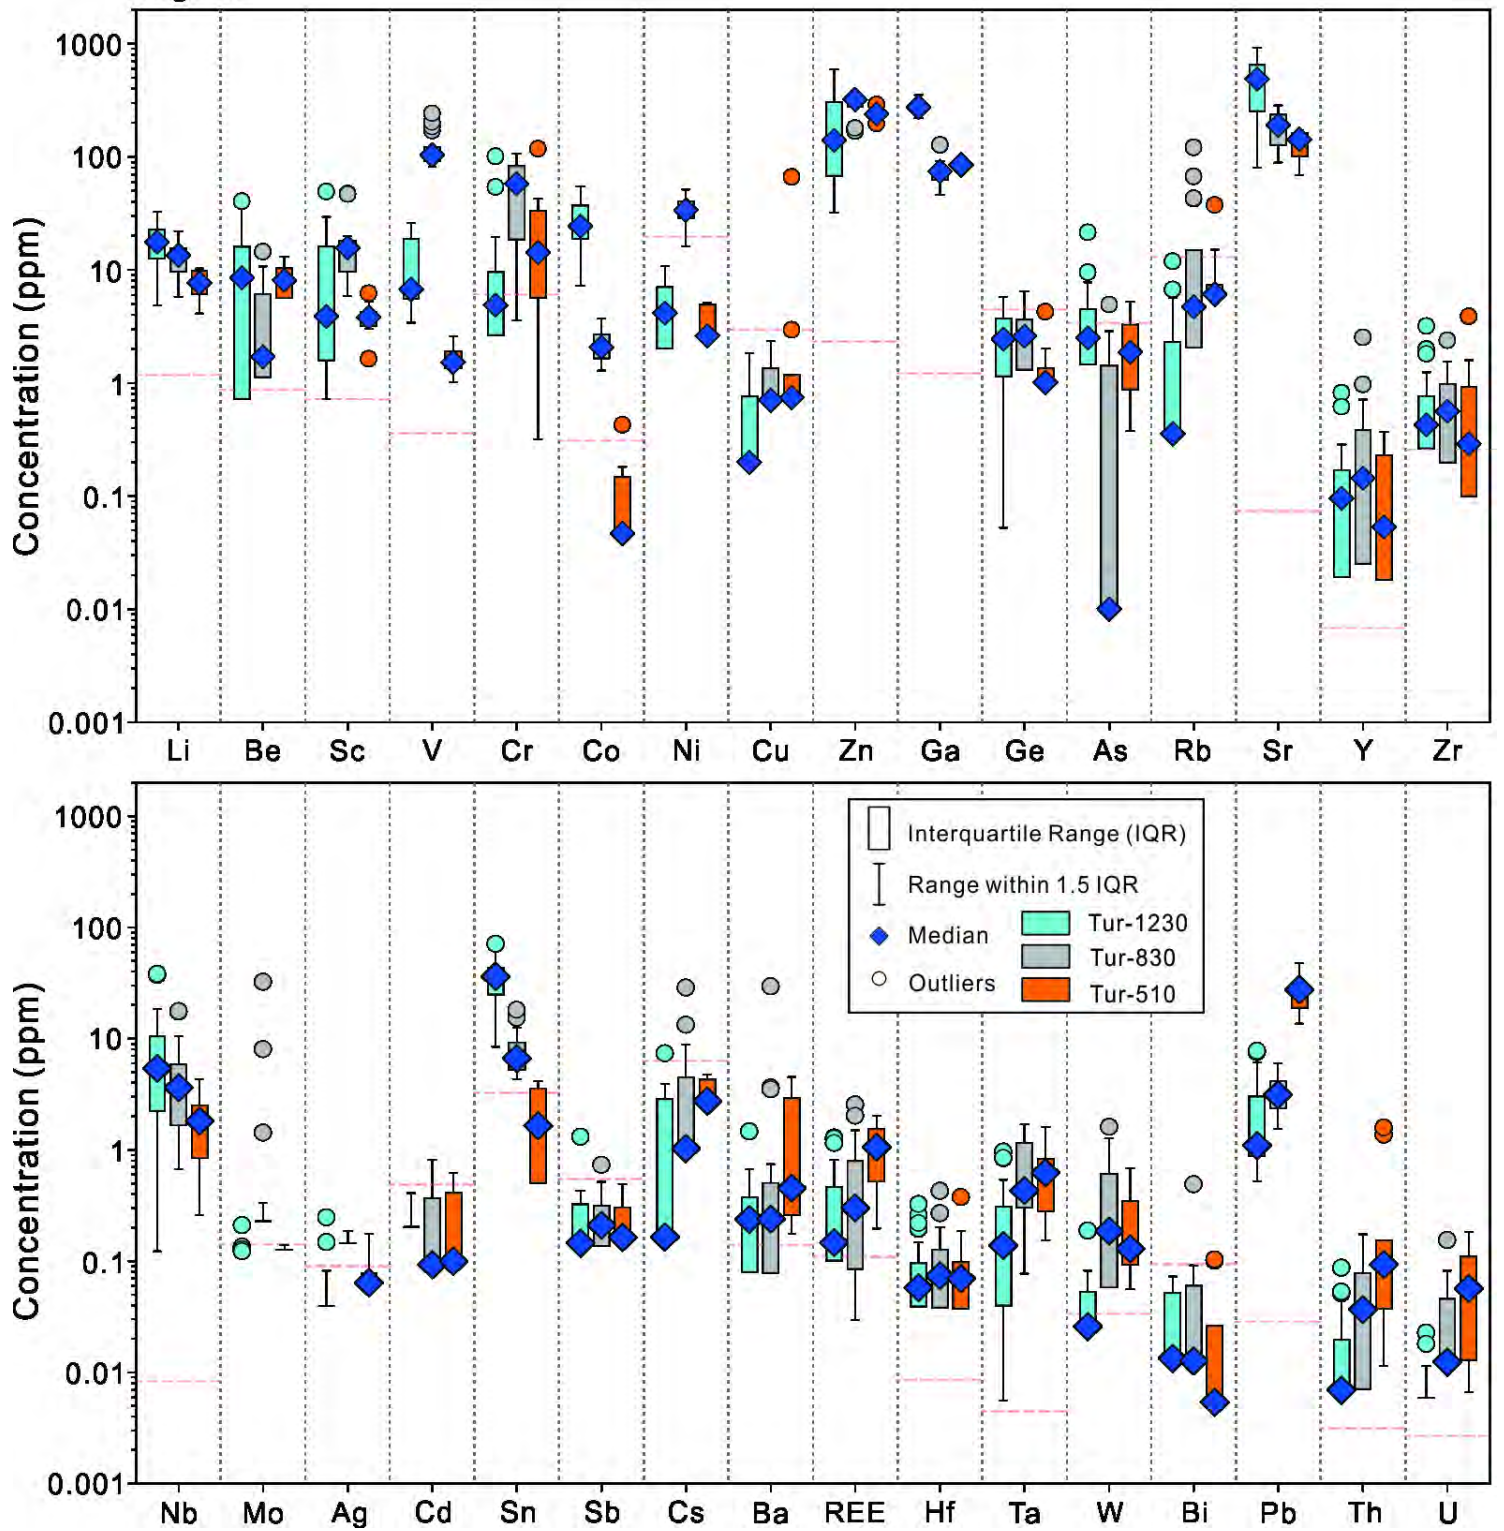 Concentration (ppm)
1000
100
10
1
0.1
0.01
0.001
Li Be Sc V Cr Co Ni Cu Zn Ga Ge As Rb Sr Y Zr
Concentration (ppm)
1000
100
10
1
0.1
0.01
0.001
Interquartile Range (IQR)
Range within 1.5 IQR
Median
Outliers
Tur-1230
Tur-830
Tur-510
Nb Mo Ag Cd Sn Sb Cs Ba REE Hf Ta W Bi Pb Th U